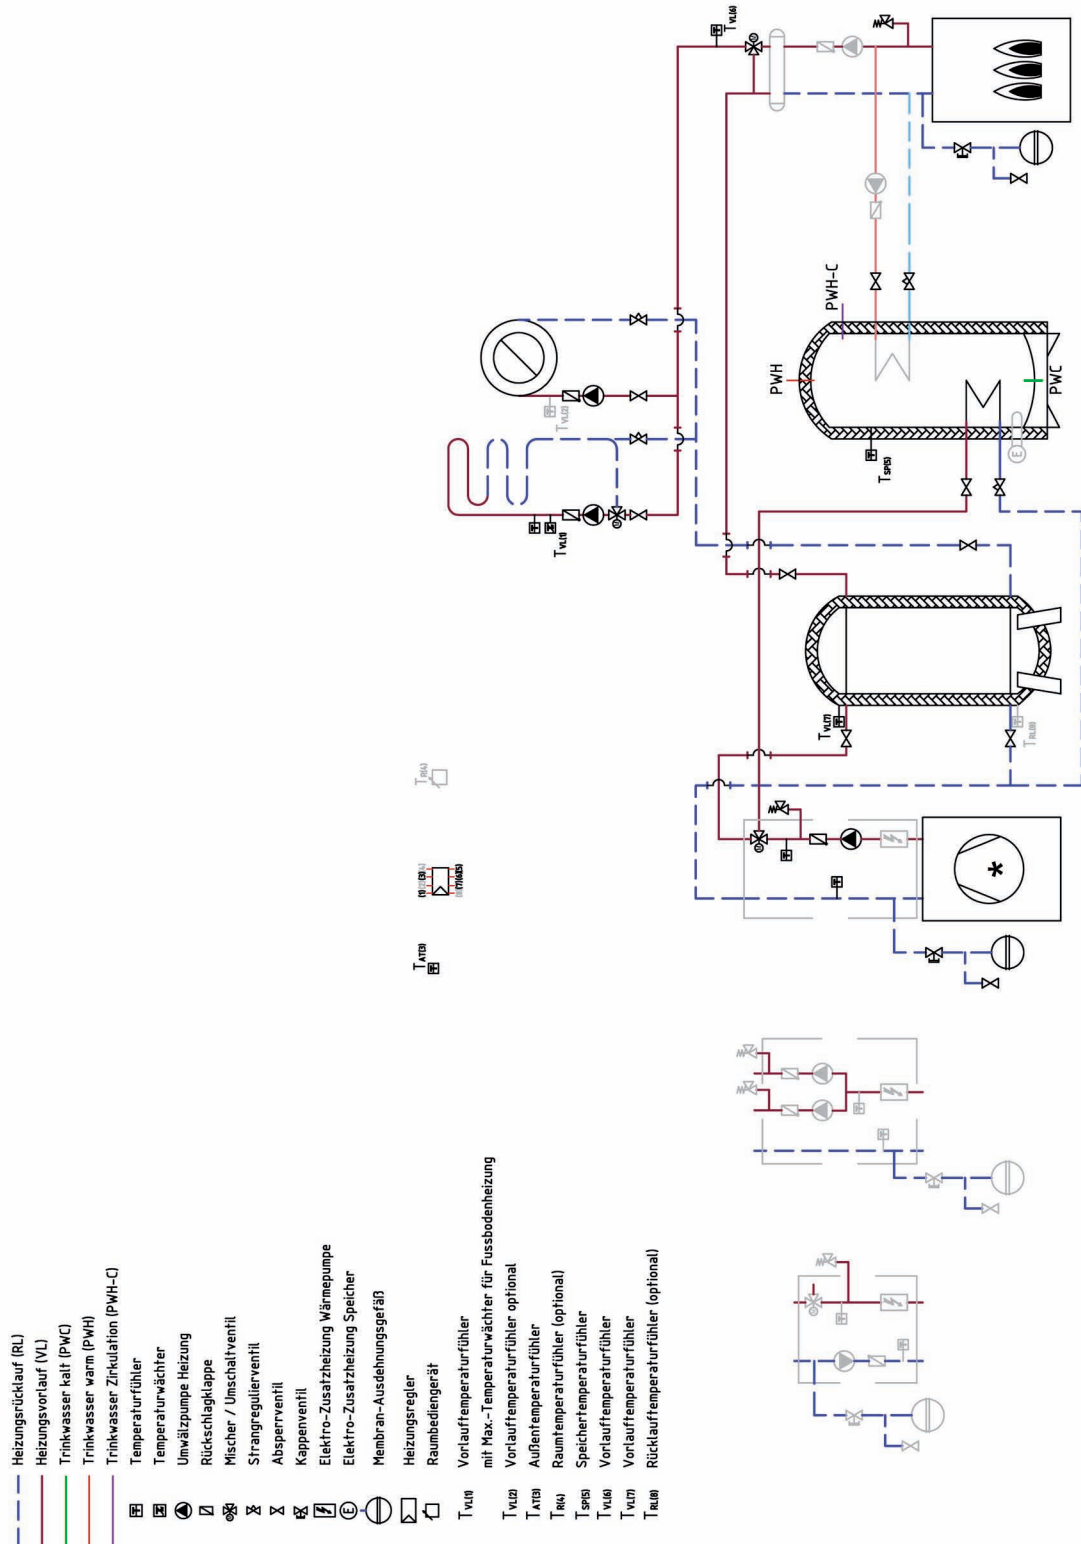 Heizungsrücklauf (RL)
Heizungsvorlauf (VL)
Trinkwasser kalt (PWC)
Trinkwasser warm (PWH)
Trinkwasser Zirkulation (PWH-C)
Temperaturfühler
Temperaturwächter
Umwälzpumpe Heizung
Rückschlagklappe
Mischer / Umschaltventil
Strangregulierventil
Absperrventil
Kappenventil
Elektro-Zusatzheizung Wärmepumpe
E Elektro-Zusatzheizung Speicher
Membran-Ausdehnungsgefäß
Heizungsregler
Raumbediengerät
TVL(1) Vorlauftemperaturfühler
mit Max.-Temperaturwächter für Fussbodenheizung
TVL(2) Vorlauftemperaturfühler optional
TAT(3) Außentemperaturfühler
TR(4) Raumtemperaturfühler (optional)
TSP(5) Speichertemperaturfühler
TVL(6) Vorlauftemperaturfühler
TVL(7) Vorlauftemperaturfühler
TRL(8) Rücklauftemperaturfühler (optional)
TAT(3)
TR(4)
TVL(1)
TVL(2)
TVL(6)
TVL(7)
TRL(8)
TSP(5)
PWH
PWH-C
PWC
E